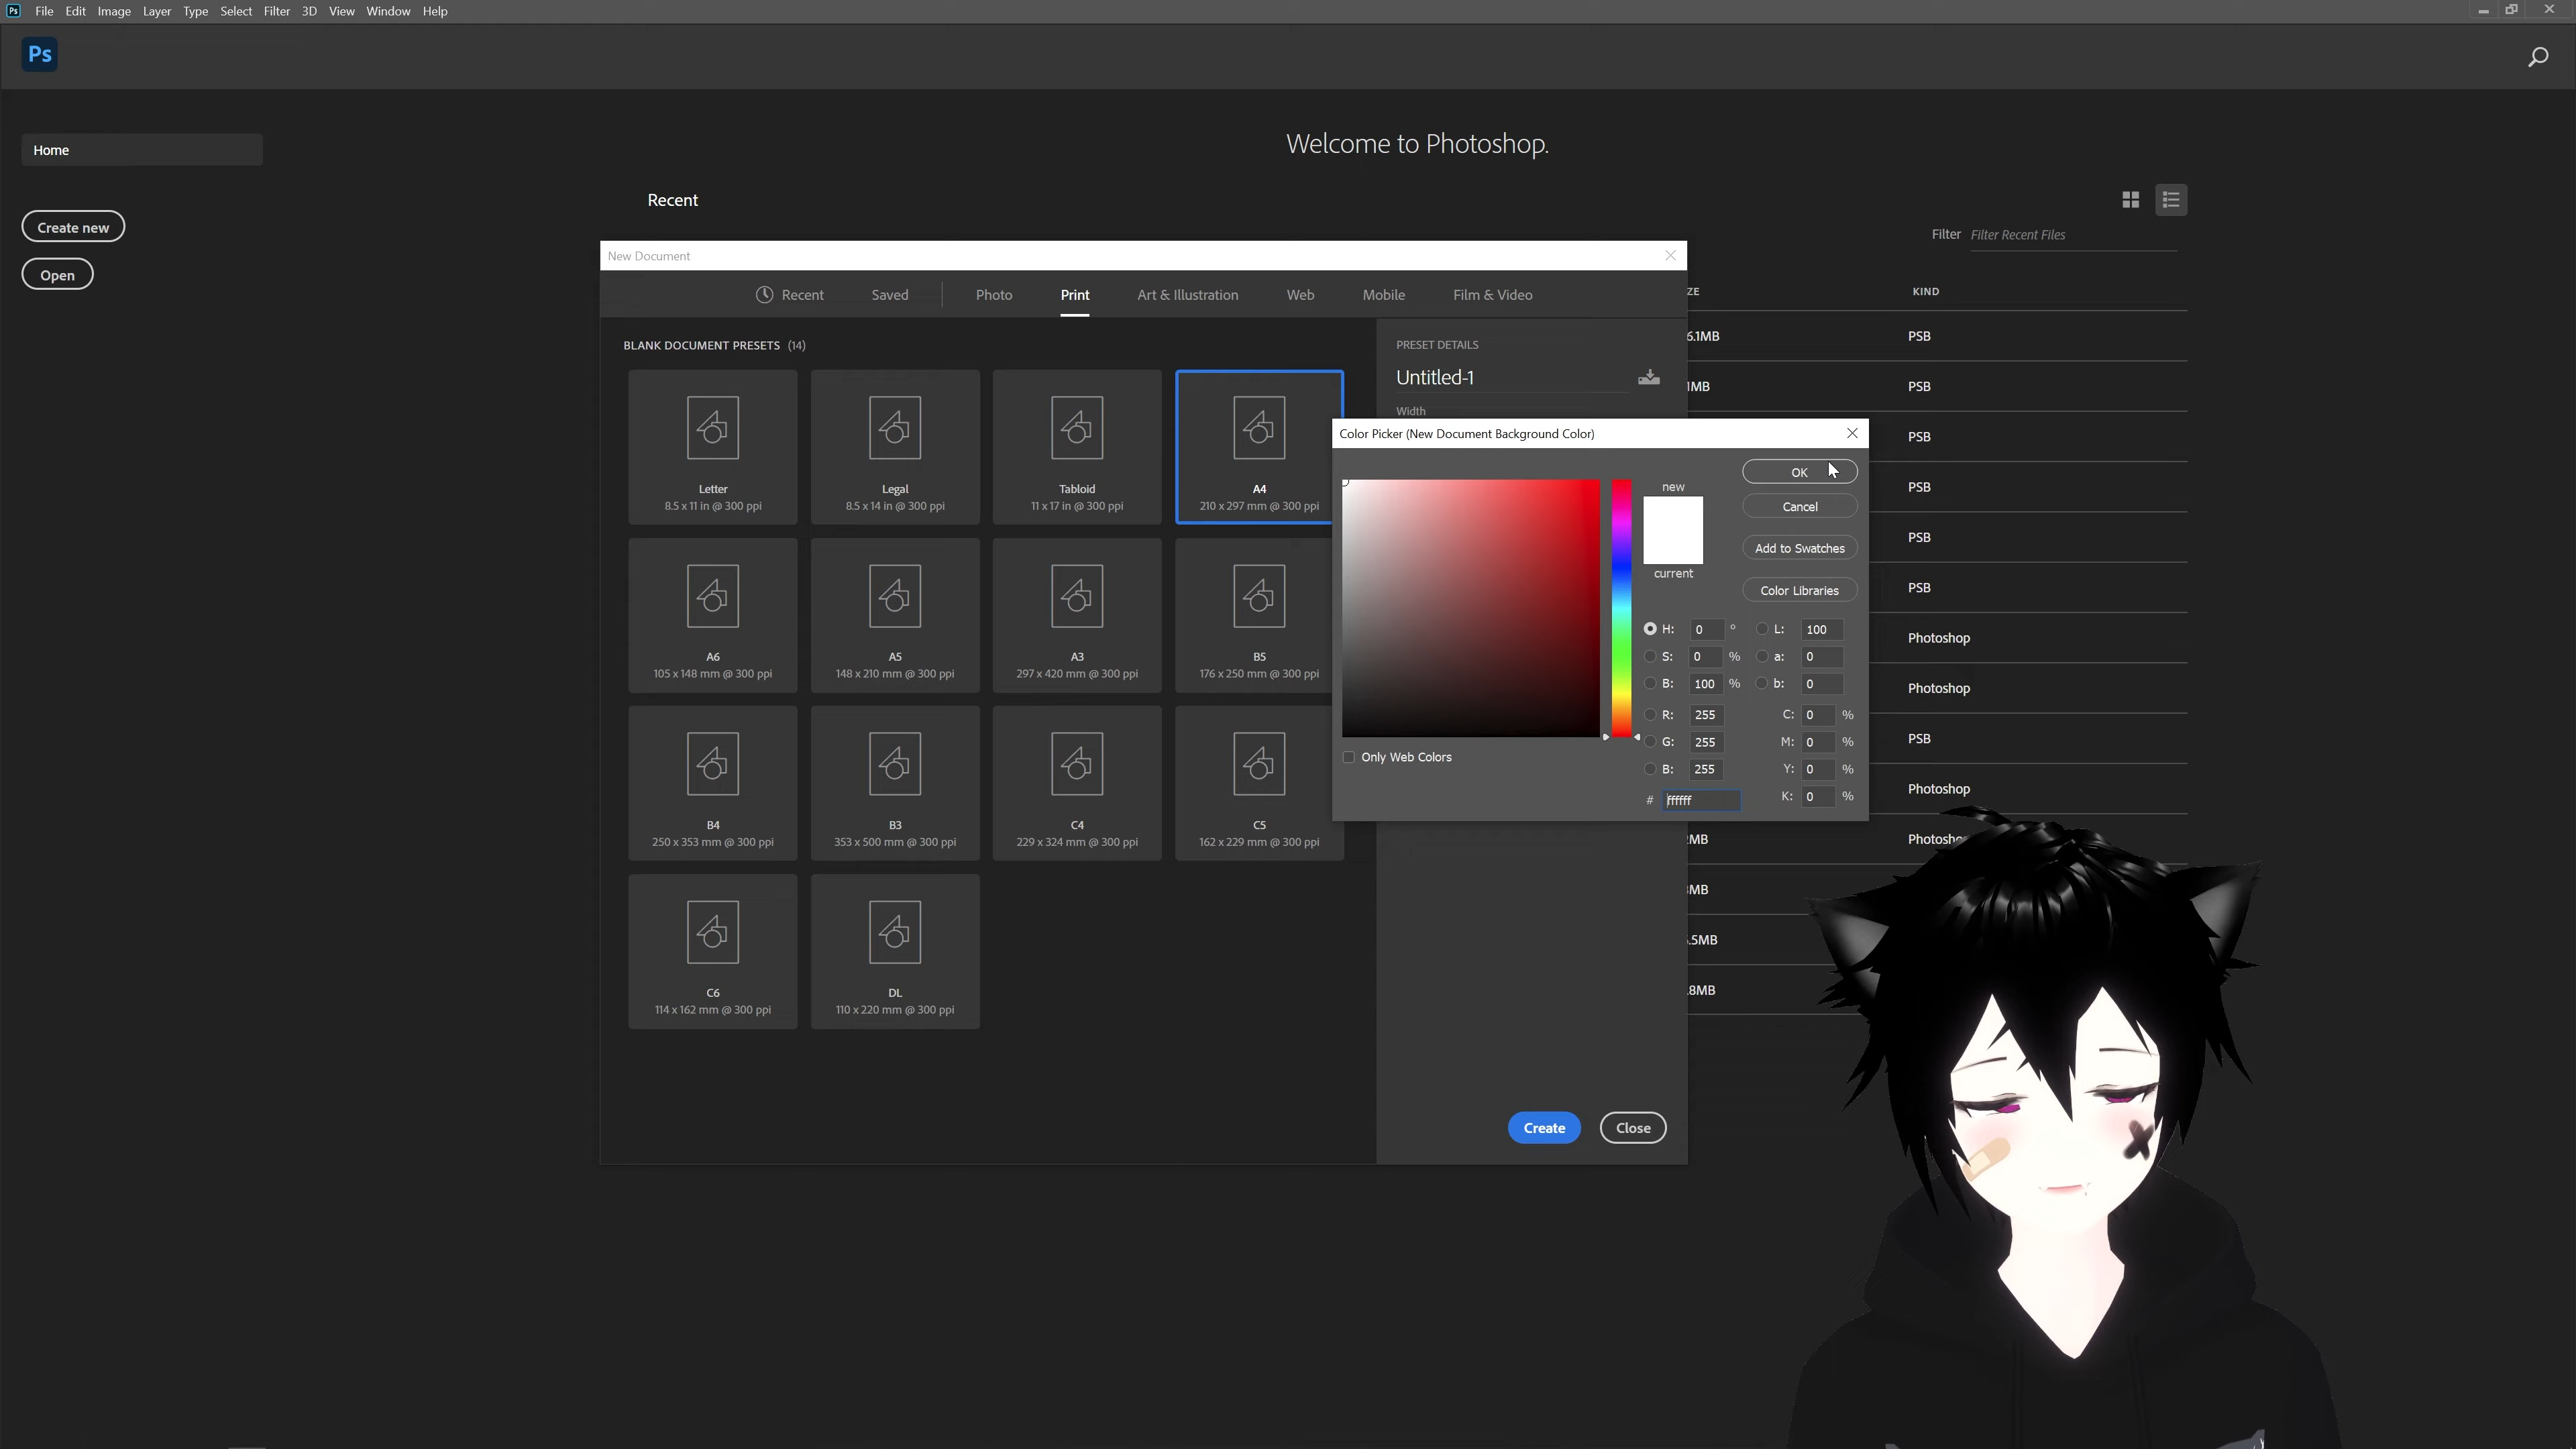 Ps File Edit Image Layer Type Select Filter 3D View Window Help
Ps
Home
Create new
Open
Welcome to Photoshop.
Recent
Filter Filter Recent Files
KIND
6.1MB PSB
PSB
PSB
PSB
PSB
PSB
Photoshop
Photoshop
PSB
Photoshop
MB
MB
.5MB
.8MB
New Document
Recent Saved Photo Print Art & Illustration Web Mobile Film & Video
BLANK DOCUMENT PRESETS (14)
Letter Legal Tabloid A4
8.5 x 11 in @ 300 ppi 8.5 x 14 in @ 300 ppi 11 x 17 in @ 300 ppi 210 x 297 mm @ 300 ppi
A6 A5 A3 B5
105 x 148 mm @ 300 ppi 148 x 210 mm @ 300 ppi 297 x 420 mm @ 300 ppi 176 x 250 mm @ 300 ppi
B4 B3 C4 C5
250 x 353 mm @ 300 ppi 353 x 500 mm @ 300 ppi 229 x 324 mm @ 300 ppi 162 x 229 mm @ 300 ppi
C6 DL
114 x 162 mm @ 300 ppi 110 x 220 mm @ 300 ppi
PRESET DETAILS
Untitled-1
Width
Create Close
Color Picker (New Document Background Color)
new
current
OK
Cancel
Add to Swatches
Color Libraries
H: 0 ° L: 100
S: 0 % a: 0
B: 100 % b: 0
R: 255 C: 0 %
G: 255 M: 0 %
B: 255 Y: 0 %
# ffffff K: 0 %
Only Web Colors